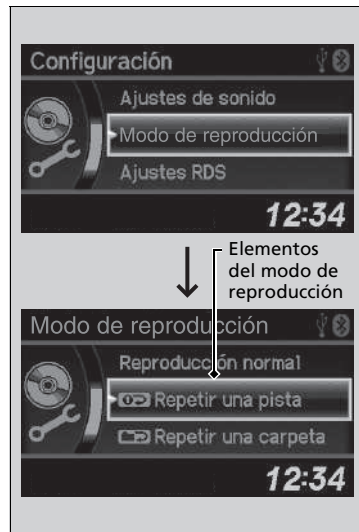 Configuración
Ajustes de sonido
Modo de reproducción
Ajustes RDS
12:34
Elementos
del modo de
reproducción
Modo de reproducción
Reproducción normal
Repetir una pista
Repetir una carpeta
12:34